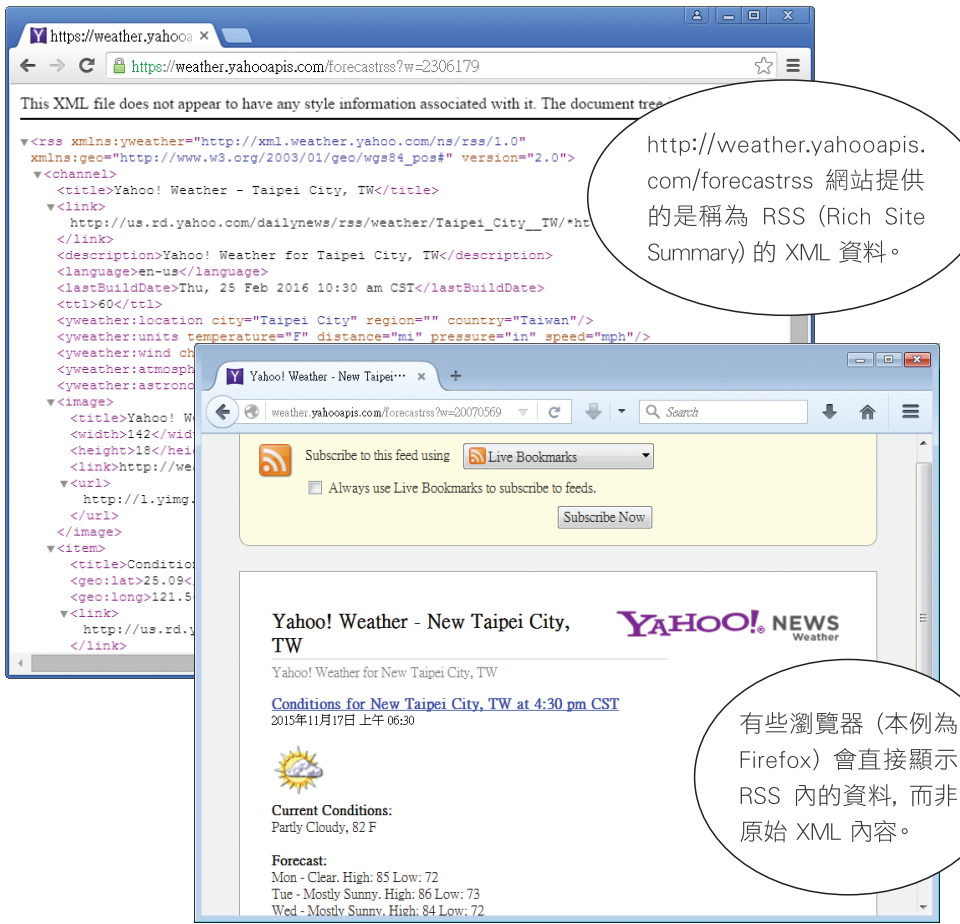 https://weather.yahooa
https://weather.yahooapis.com/forecastrss?w=2306179
This XML file does not appear to have any style information associated with it. The document tree
▼<rss xmlns:yweather="http://xml.weather.yahoo.com/ns/rss/1.0"
xmlns:geo="http://www.w3.org/2003/01/geo/wgs84_pos#" version="2.0">
▼<channel>
<title>Yahoo! Weather - Taipei City, TW</title>
▼<link>
http://us.rd.yahoo.com/dailynews/rss/weather/Taipei_City__TW/*ht
</link>
<description>Yahoo! Weather for Taipei City, TW</description>
<language>en-us</language>
<lastBuildDate>Thu, 25 Feb 2016 10:30 am CST</lastBuildDate>
<ttl>60</ttl>
<yweather:location city="Taipei City" region="" country="Taiwan"/>
<yweather:units temperature="F" distance="mi" pressure="in" speed="mph"/>
<yweather:wind ch
<yweather:atmosph
<yweather:astrono
▼<image>
<title>Yahoo! W
<width>142</wid
<height>18</hei
<link>http://we
▼<url>
http://l.yimg.
</url>
</image>
▼<item>
<title>Conditio
<geo:lat>25.09<
<geo:long>121.5
▼<link>
http://us.rd.y
</link>
http://weather.yahooapis.
com/forecastrss 網站提供
的是稱為 RSS (Rich Site
Summary) 的 XML 資料。
Yahoo! Weather - New Taipei…
weather.yahooapis.com/forecastrss?w=20070569
Search
Subscribe to this feed using
Live Bookmarks
Always use Live Bookmarks to subscribe to feeds.
Subscribe Now
Yahoo! Weather - New Taipei City,
TW
YAHOO! NEWS
Weather
Yahoo! Weather for New Taipei City, TW
Conditions for New Taipei City, TW at 4:30 pm CST
2015年11月17日 上午 06:30
Current Conditions:
Partly Cloudy, 82 F
Forecast:
Mon - Clear. High: 85 Low: 72
Tue - Mostly Sunny. High: 86 Low: 73
Wed - Mostly Sunny. High: 84 Low: 72
有些瀏覽器 (本例為
Firefox) 會直接顯示
RSS 內的資料, 而非
原始 XML 內容。